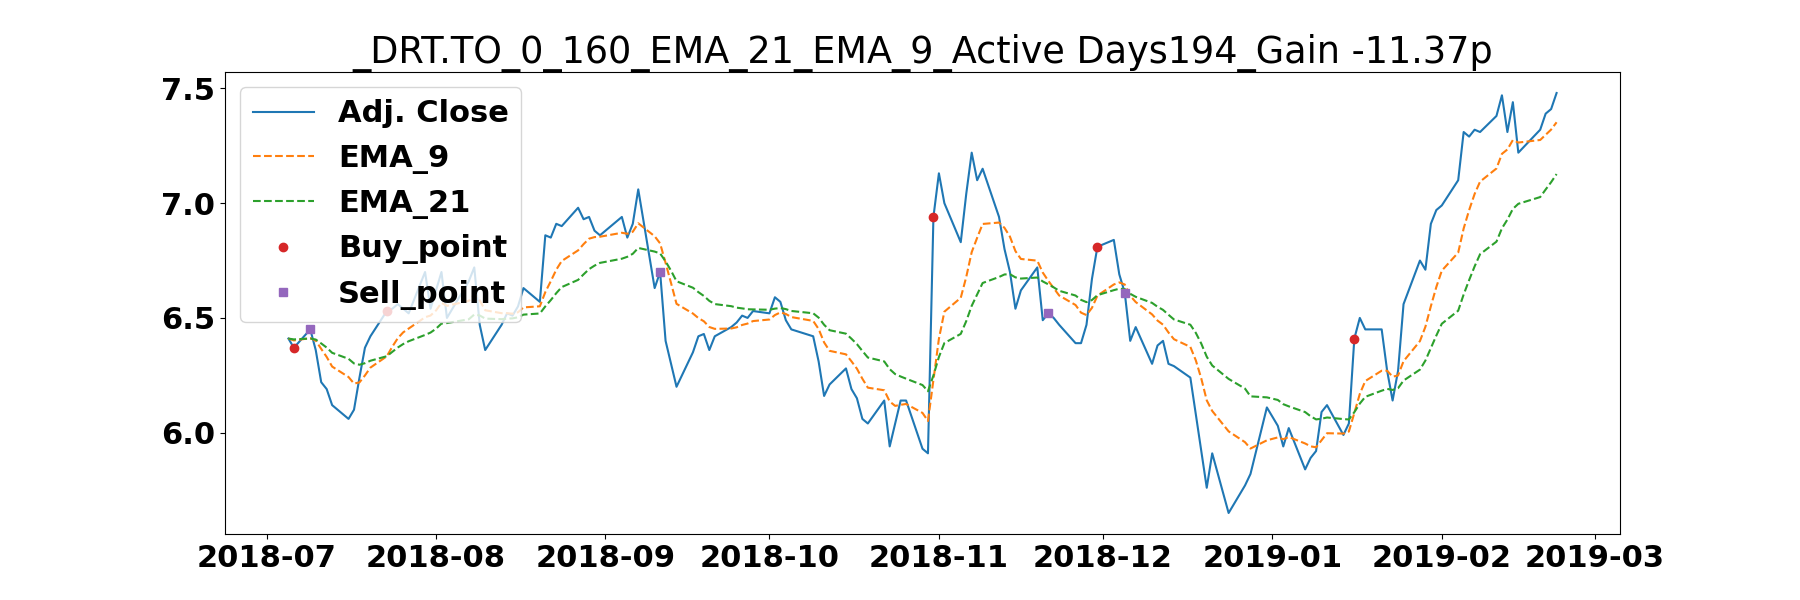 _DRT.TO_0_160_EMA_21_EMA_9_Active Days194_Gain -11.37p
7.5
7.0
6.5
6.0
Adj. Close
EMA_9
EMA_21
Buy_point
Sell_point
2018-07 2018-08 2018-09 2018-10 2018-11 2018-12 2019-01 2019-02 2019-03